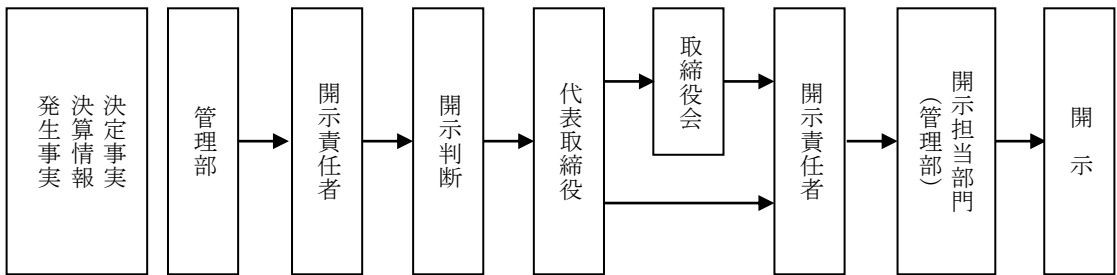 決定事実
決算情報
発生事実
管理部
開示責任者
開示判断
代表取締役
取締役会
開示責任者
開示担当部門
（管理部）
開示